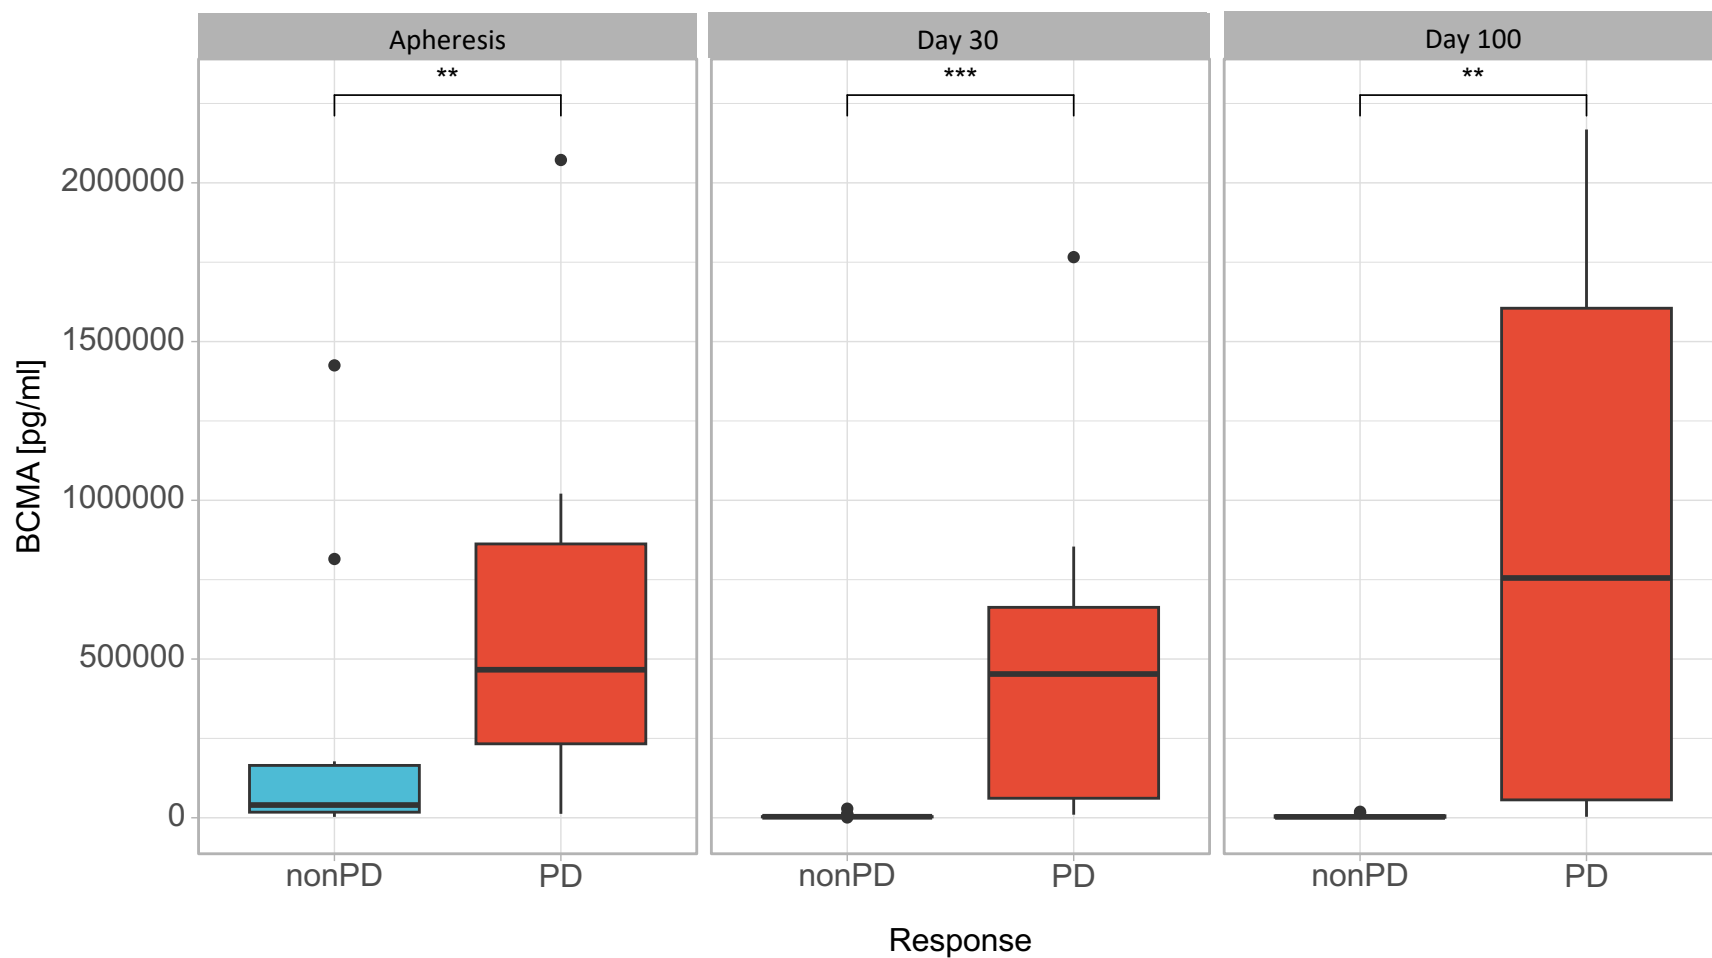 Apheresis
Day 30
Day 100
**
***
**
2000000
1500000
1000000
500000
0
BCMA [pg/ml]
nonPD
PD
nonPD
PD
nonPD
PD
Response